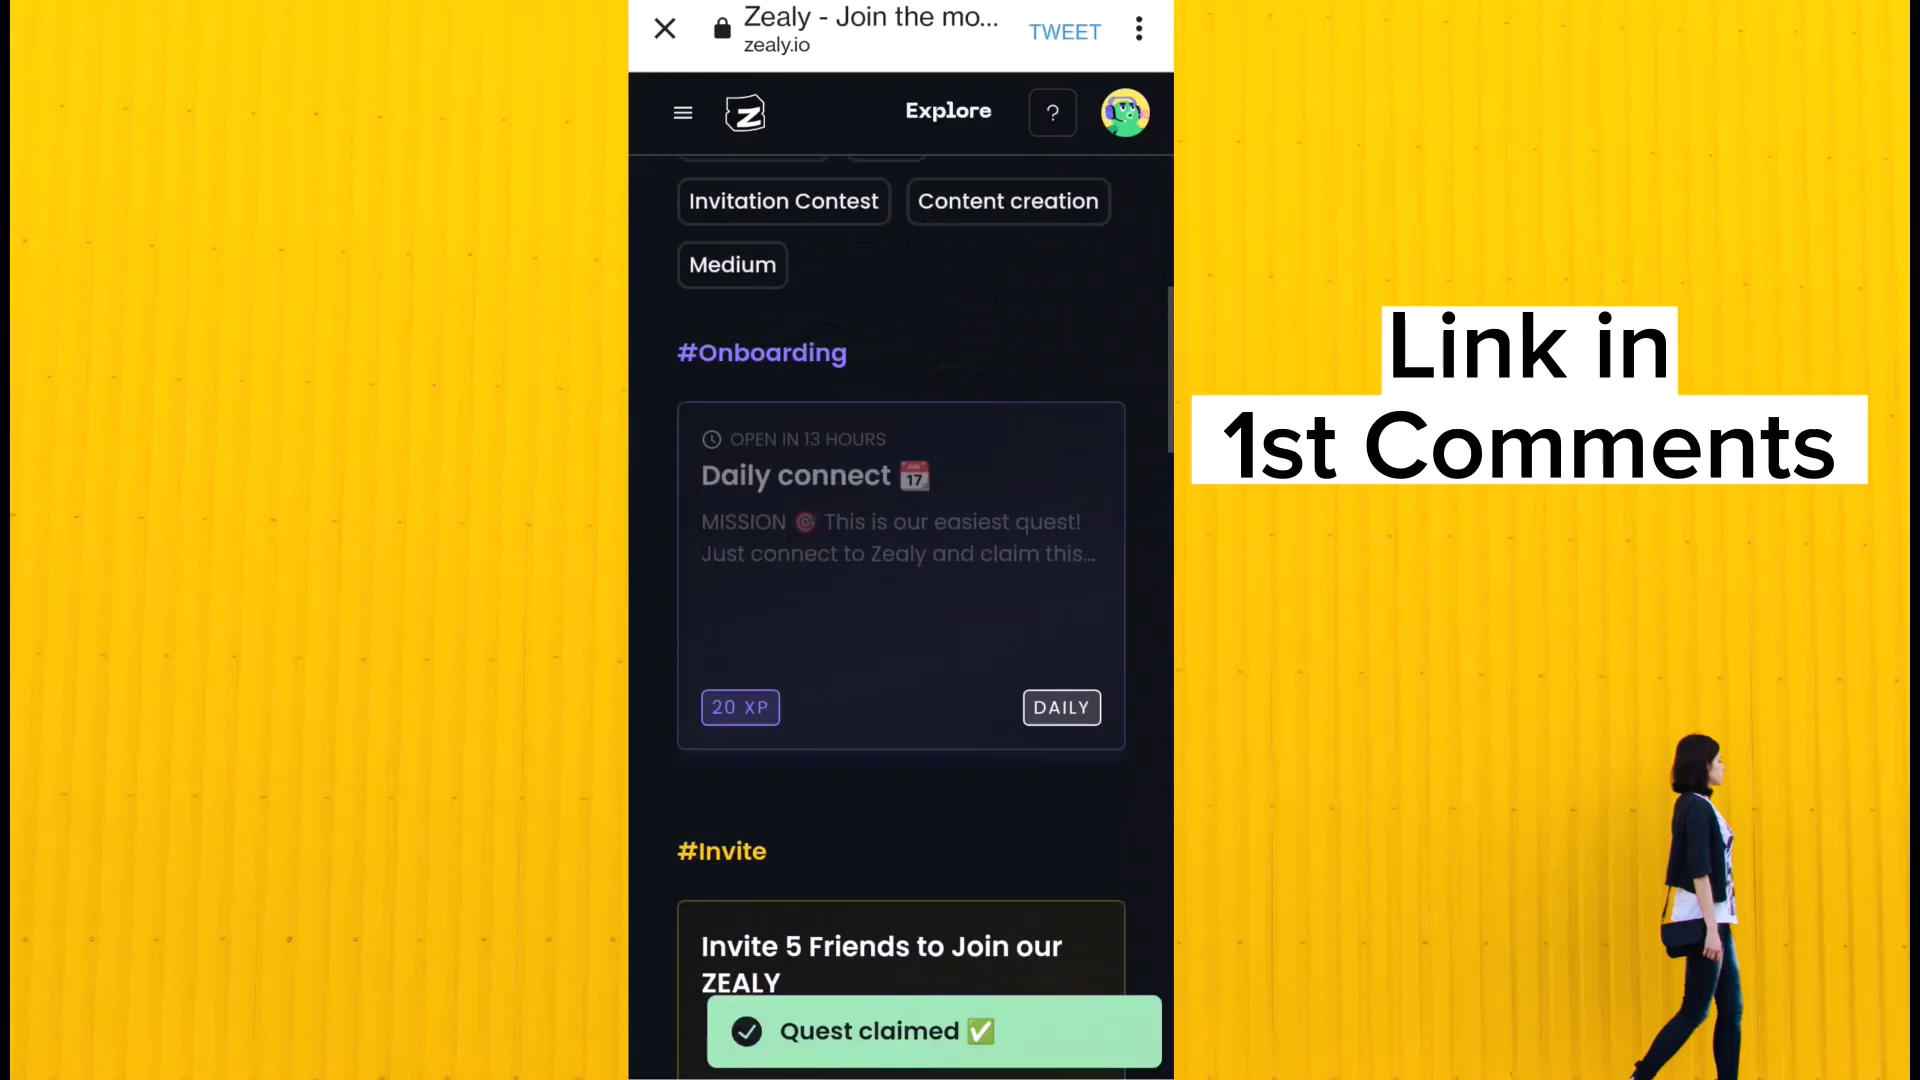 Zealy - Join the mo...
zealy.io
TWEET
Explore
?
Invitation Contest
Content creation
Medium
#Onboarding
OPEN IN 13 HOURS
Daily connect 📅
MISSION 🎯 This is our easiest quest!
Just connect to Zealy and claim this...
20 XP
DAILY
#Invite
Invite 5 Friends to Join our
ZEALY
Quest claimed ✅
Link in
1st Comments